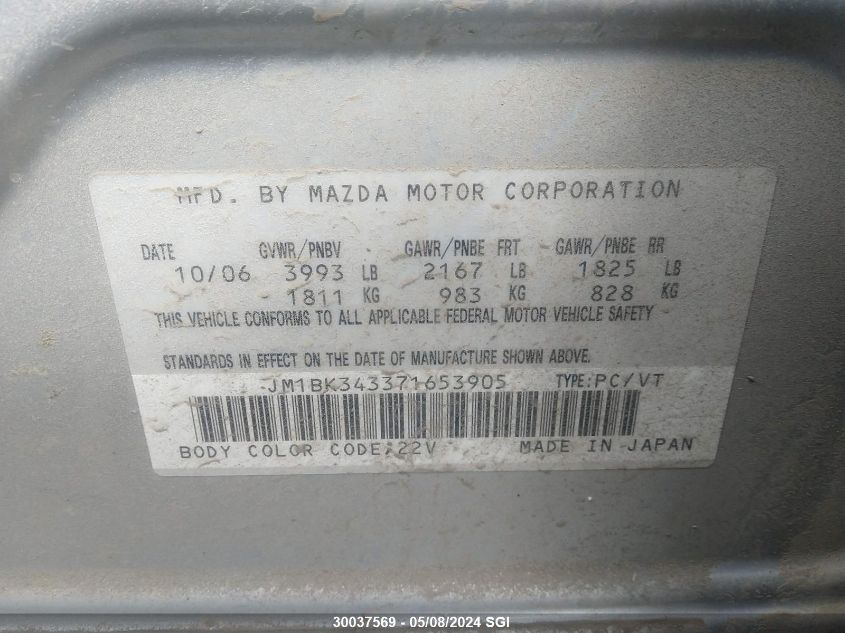 MFD. BY MAZDA MOTOR CORPORATION
DATE GVWR/PNBV GAWR/PNBE FRT GAWR/PNBE RR
10/06 3993 LB 2167 LB 1825 LB
1811 KG 983 KG 828 KG
THIS VEHICLE CONFORMS TO ALL APPLICABLE FEDERAL MOTOR VEHICLE SAFETY
STANDARDS IN EFFECT ON THE DATE OF MANUFACTURE SHOWN ABOVE.
JM1BK343371653905 TYPE:PC/VT
BODY COLOR CODE:22V MADE IN JAPAN
30037569 - 05/08/2024 SGI